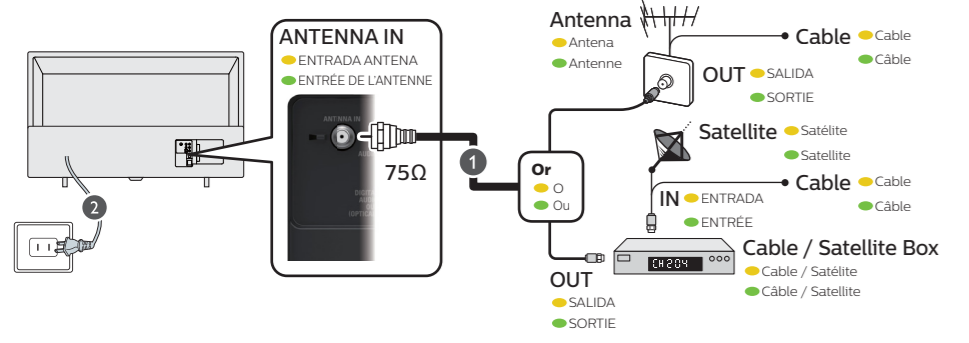 ANTENNA IN
ENTRADA ANTENA
ENTRÉE DE L'ANTENNE
ANTENNA IN
75Ω
1
2
Or
O
Ou
Antenna
Antena
Antenne
Cable
Cable
Câble
OUT
SALIDA
SORTIE
Satellite
Satélite
Satellite
Cable
Cable
Câble
IN
ENTRADA
ENTRÉE
CH204
OUT
SALIDA
SORTIE
Cable / Satellite Box
Cable / Satélite
Câble / Satellite